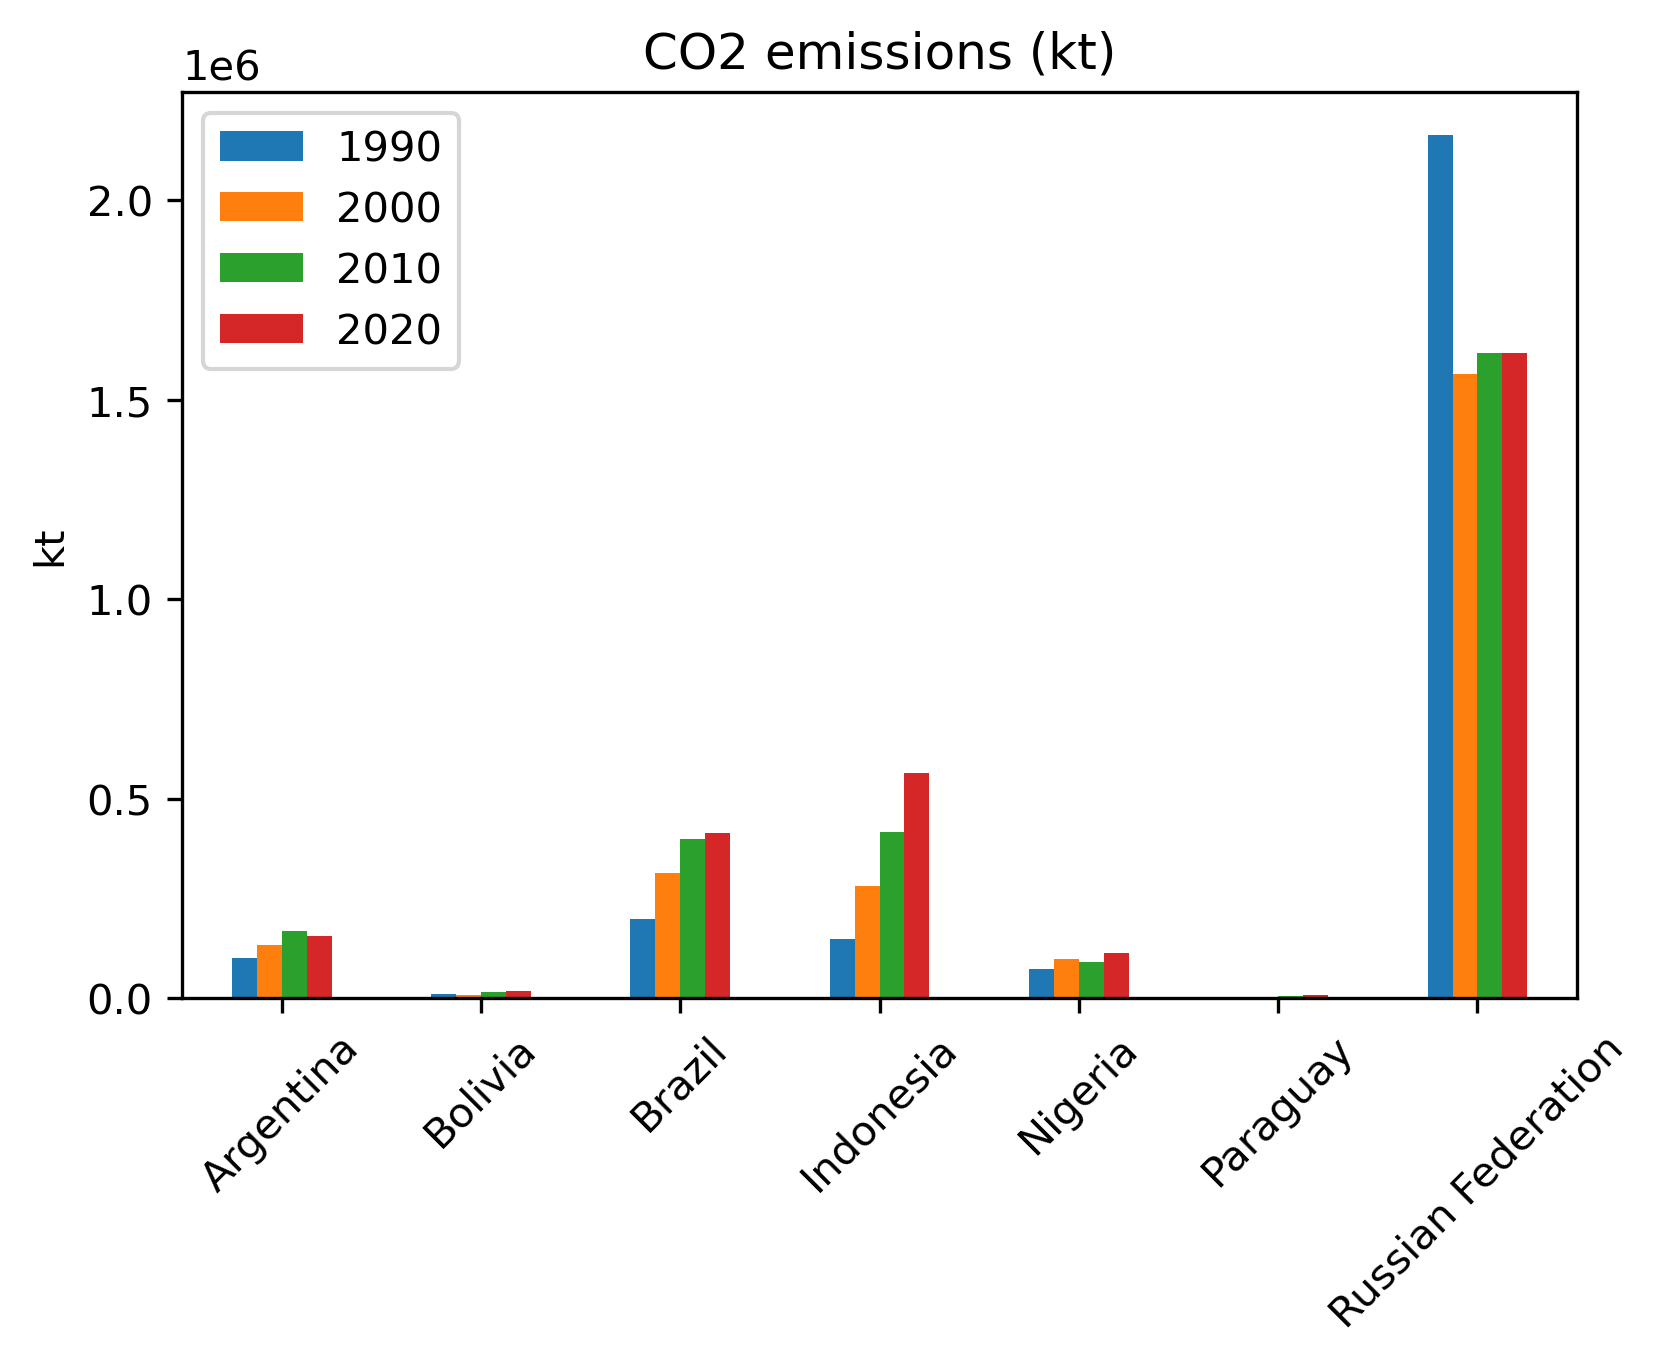 CO2 emissions (kt)
1e6
1990
2000
2010
2020
2.0
1.5
1.0
0.5
0.0
kt
Argentina
Bolivia
Brazil
Indonesia
Nigeria
Paraguay
Russian Federation